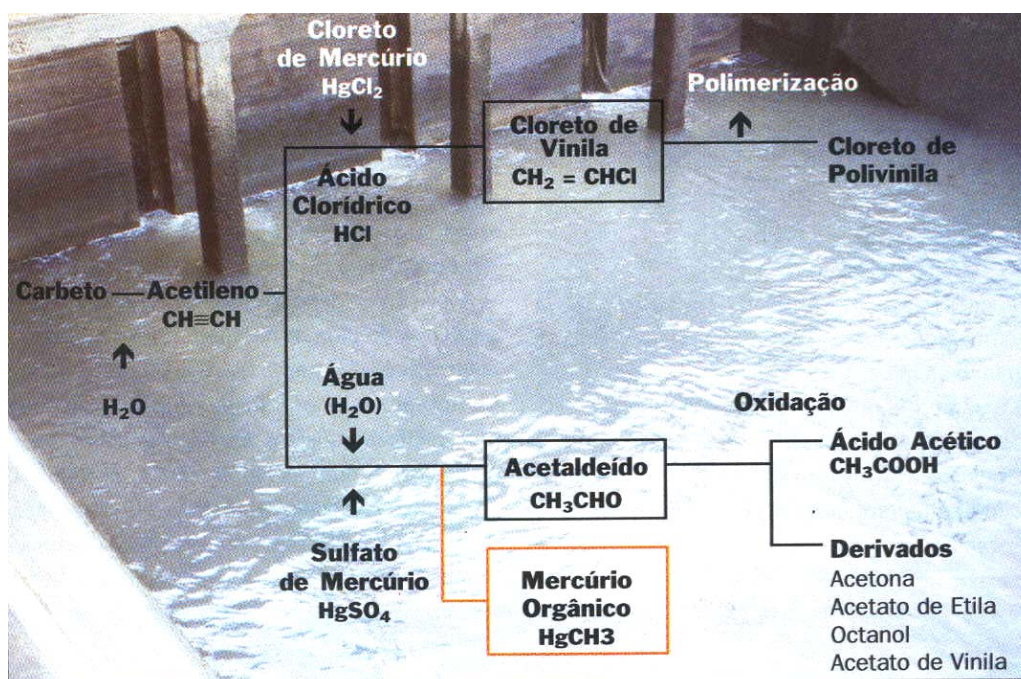 Cloreto
de Mercúrio
HgCl₂
Ácido
Clorídrico
HCl
Cloreto de
Vinila
CH₂ = CHCl
Polimerização
Cloreto de
Polivinila
Carbeto
Acetileno
CH≡CH
H₂O
Água
(H₂O)
Sulfato
de Mercúrio
HgSO₄
Acetaldeído
CH₃CHO
Mercúrio
Orgânico
HgCH3
Oxidação
Ácido Acético
CH₃COOH
Derivados
Acetona
Acetato de Etila
Octanol
Acetato de Vinila